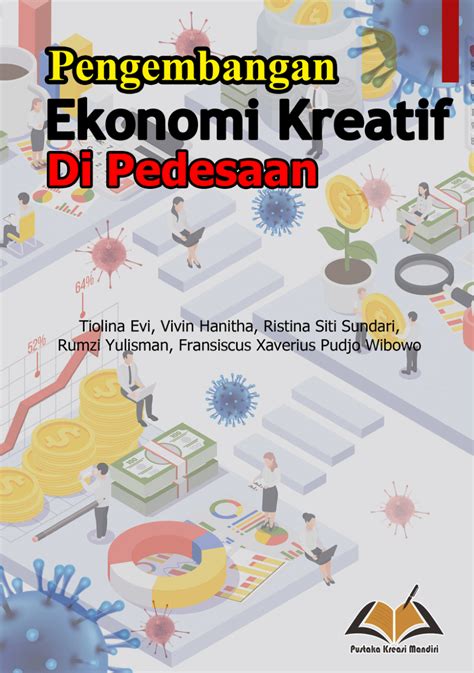 Pengembangan
Ekonomi Kreatif
Di Pedesaan
Tiolina Evi, Vivin Hanitha, Ristina Siti Sundari,
Rumzi Yulisman, Fransiscus Xaverius Pudjo Wibowo
52%
64%
Pustaka Kreasi Mandiri